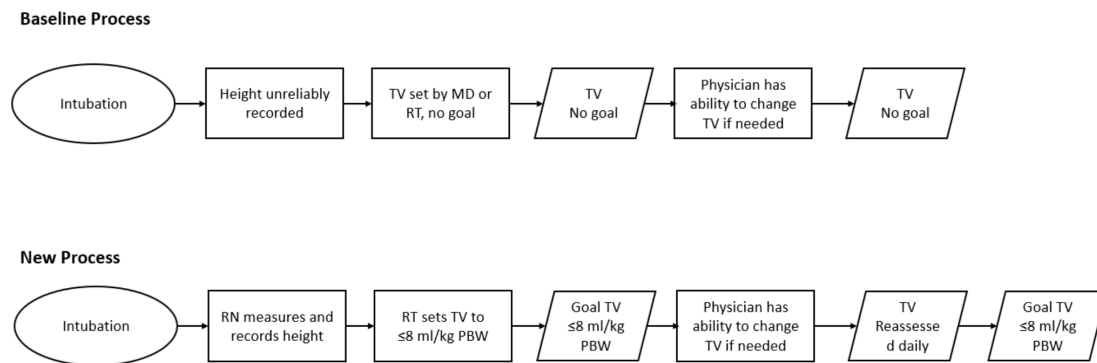 Baseline Process
Intubation
Height unreliably
recorded
TV set by MD or
RT, no goal
TV
No goal
Physician has
ability to change
TV if needed
TV
No goal
New Process
Intubation
RN measures and
records height
RT sets TV to
≤8 ml/kg PBW
Goal TV
≤8 ml/kg
PBW
Physician has
ability to change
TV if needed
TV
Reassesse
d daily
Goal TV
≤8 ml/kg
PBW